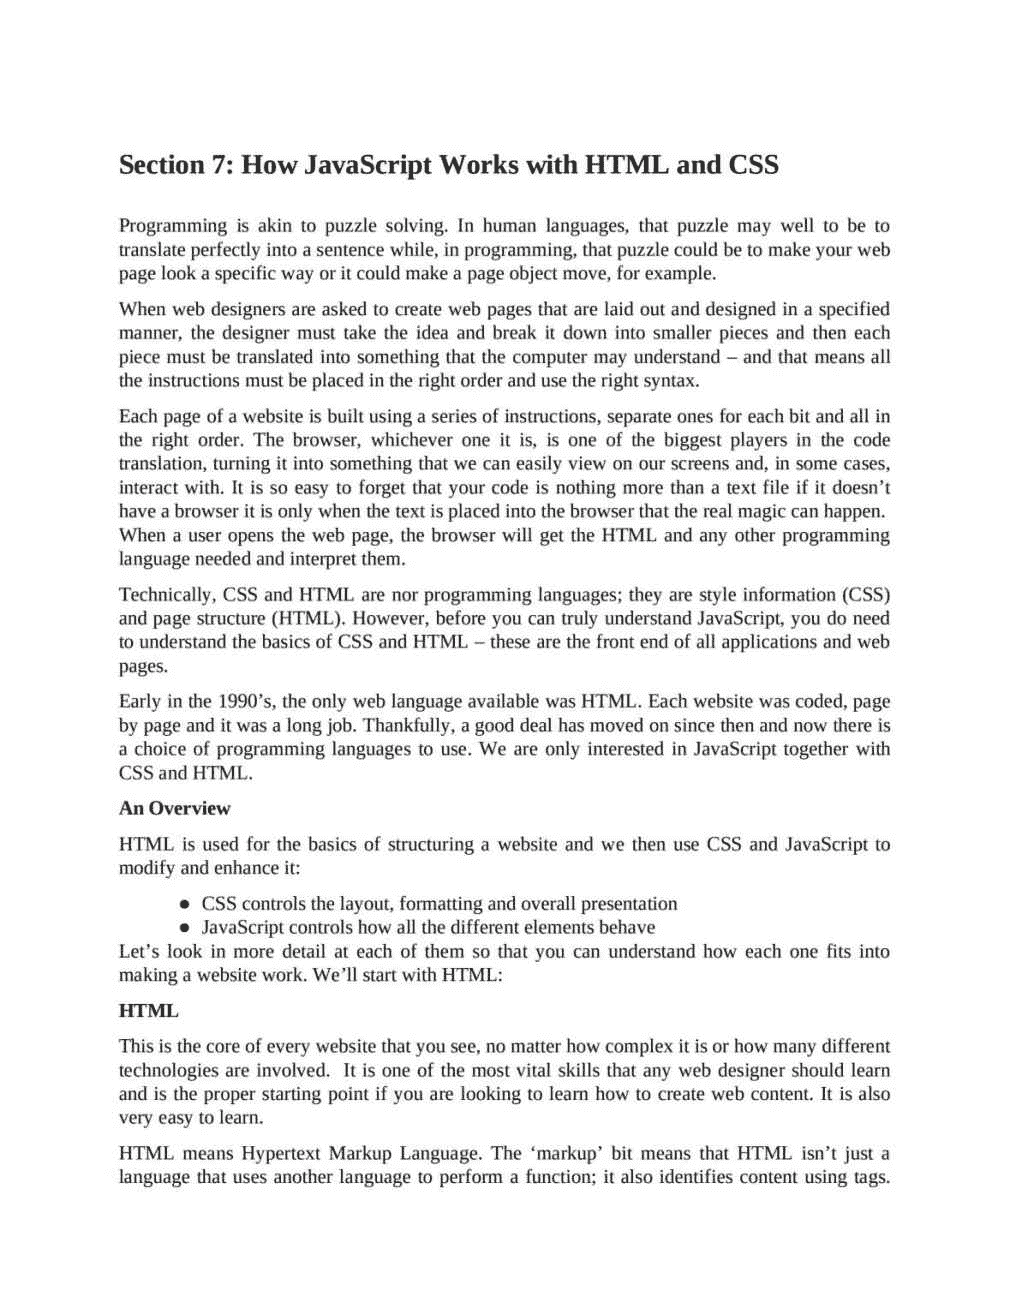 Section 7: How JavaScript Works with HTML and CSS
Programming is akin to puzzle solving. In human languages, that puzzle may well to be to
translate perfectly into a sentence while, in programming, that puzzle could be to make your web
page look a specific way or it could make a page object move, for example.
When web designers are asked to create web pages that are laid out and designed in a specified
manner, the designer must take the idea and break it down into smaller pieces and then each
piece must be translated into something that the computer may understand – and that means all
the instructions must be placed in the right order and use the right syntax.
Each page of a website is built using a series of instructions, separate ones for each bit and all in
the right order. The browser, whichever one it is, is one of the biggest players in the code
translation, turning it into something that we can easily view on our screens and, in some cases,
interact with. It is so easy to forget that your code is nothing more than a text file if it doesn’t
have a browser it is only when the text is placed into the browser that the real magic can happen.
When a user opens the web page, the browser will get the HTML and any other programming
language needed and interpret them.
Technically, CSS and HTML are nor programming languages; they are style information (CSS)
and page structure (HTML). However, before you can truly understand JavaScript, you do need
to understand the basics of CSS and HTML – these are the front end of all applications and web
pages.
Early in the 1990’s, the only web language available was HTML. Each website was coded, page
by page and it was a long job. Thankfully, a good deal has moved on since then and now there is
a choice of programming languages to use. We are only interested in JavaScript together with
CSS and HTML.
An Overview
HTML is used for the basics of structuring a website and we then use CSS and JavaScript to
modify and enhance it:
● CSS controls the layout, formatting and overall presentation
● JavaScript controls how all the different elements behave
Let’s look in more detail at each of them so that you can understand how each one fits into
making a website work. We’ll start with HTML:
HTML
This is the core of every website that you see, no matter how complex it is or how many different
technologies are involved. It is one of the most vital skills that any web designer should learn
and is the proper starting point if you are looking to learn how to create web content. It is also
very easy to learn.
HTML means Hypertext Markup Language. The ‘markup’ bit means that HTML isn’t just a
language that uses another language to perform a function; it also identifies content using tags.